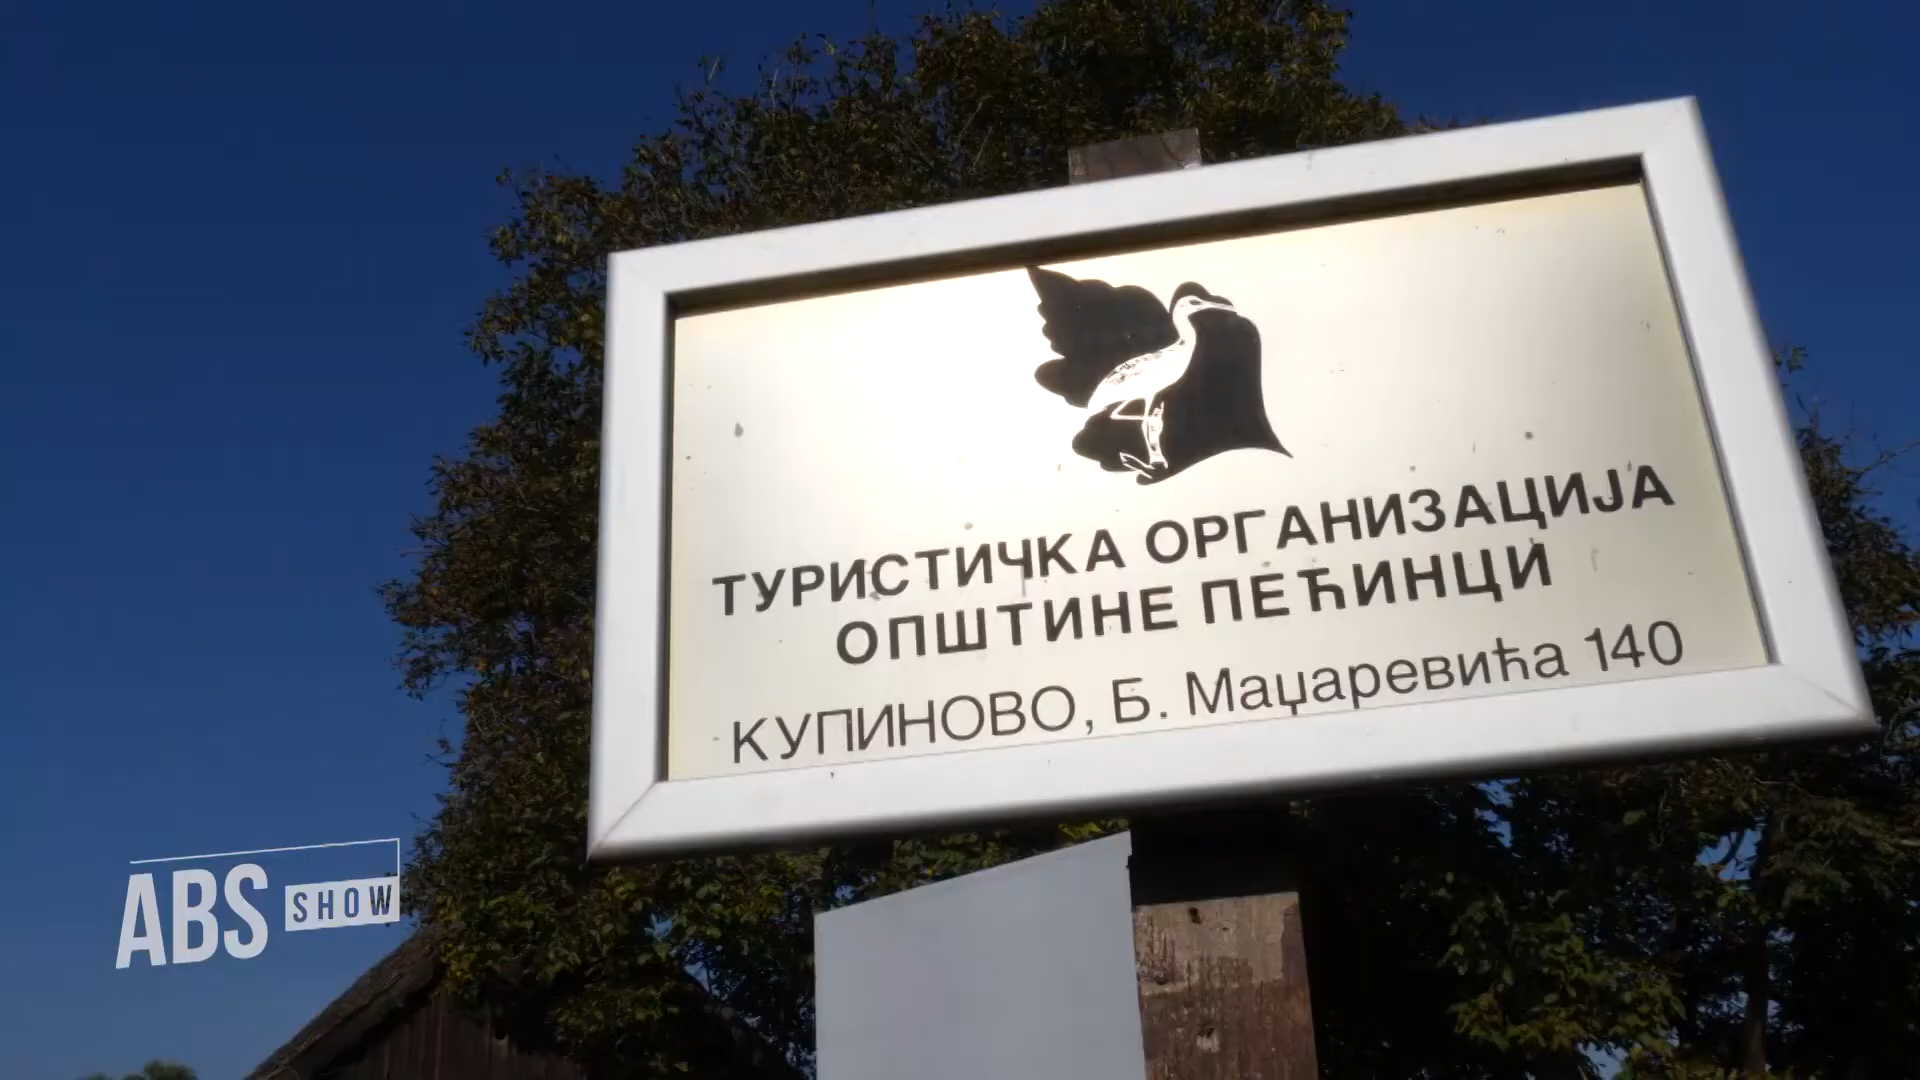 ТУРИСТИЧКА ОРГАНИЗАЦИЈА
ОПШТИНЕ ПЕЋИНЦИ
КУПИНОВО, Б. Маџаревића 140
ABS SHOW